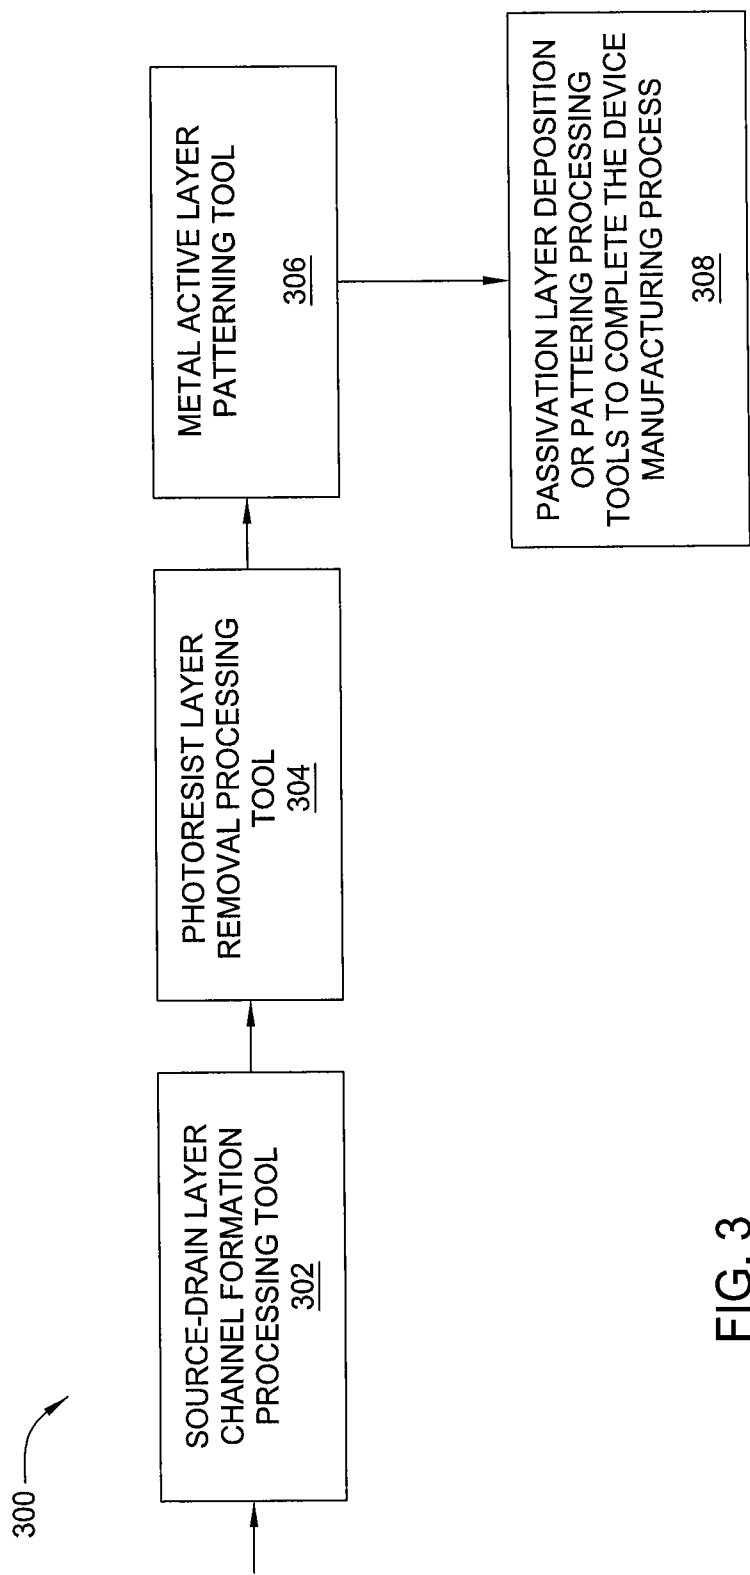 300
SOURCE-DRAIN LAYER
CHANNEL FORMATION
PROCESSING TOOL
302
PHOTORESIST LAYER
REMOVAL PROCESSING
TOOL
304
METAL ACTIVE LAYER
PATTERNING TOOL
306
PASSIVATION LAYER DEPOSITION
OR PATTERING PROCESSING
TOOLS TO COMPLETE THE DEVICE
MANUFACTURING PROCESS
308
FIG. 3